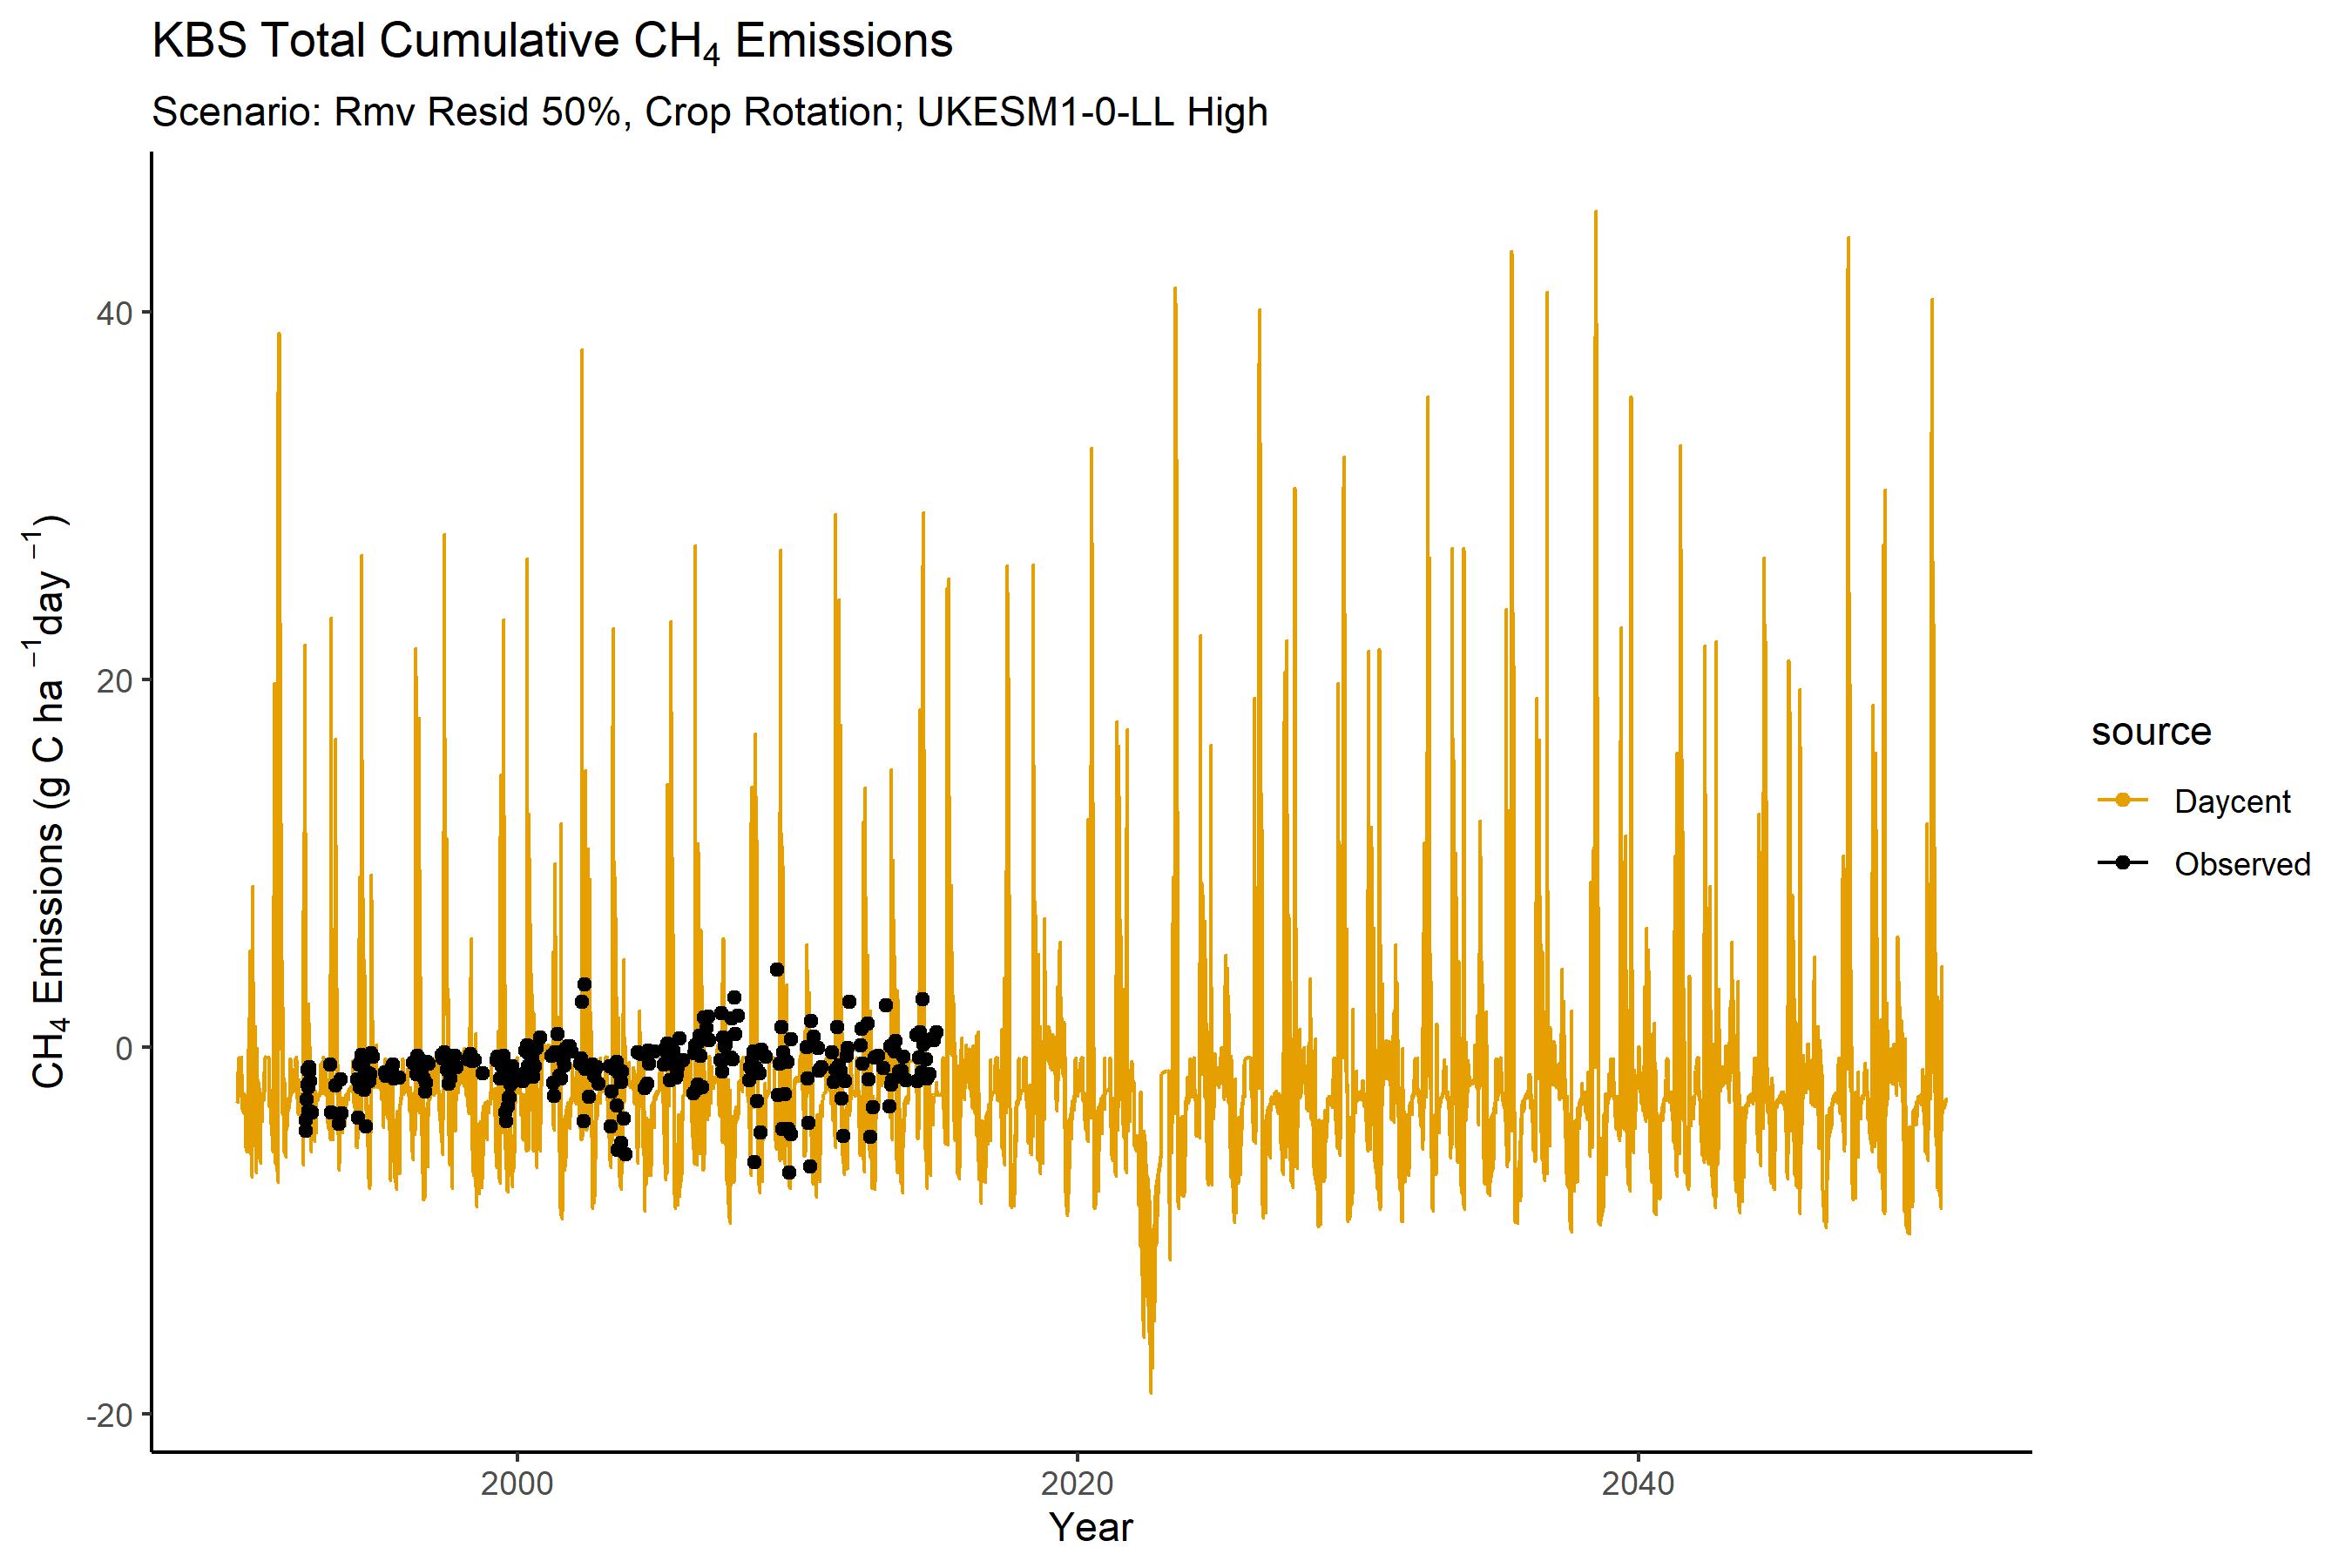 KBS Total Cumulative CH₄ Emissions
Scenario: Rmv Resid 50%, Crop Rotation; UKESM1-0-LL High
CH₄ Emissions (g C ha ⁻¹day ⁻¹)
40
20
0
-20
2000
2020
2040
Year
source
Daycent
Observed